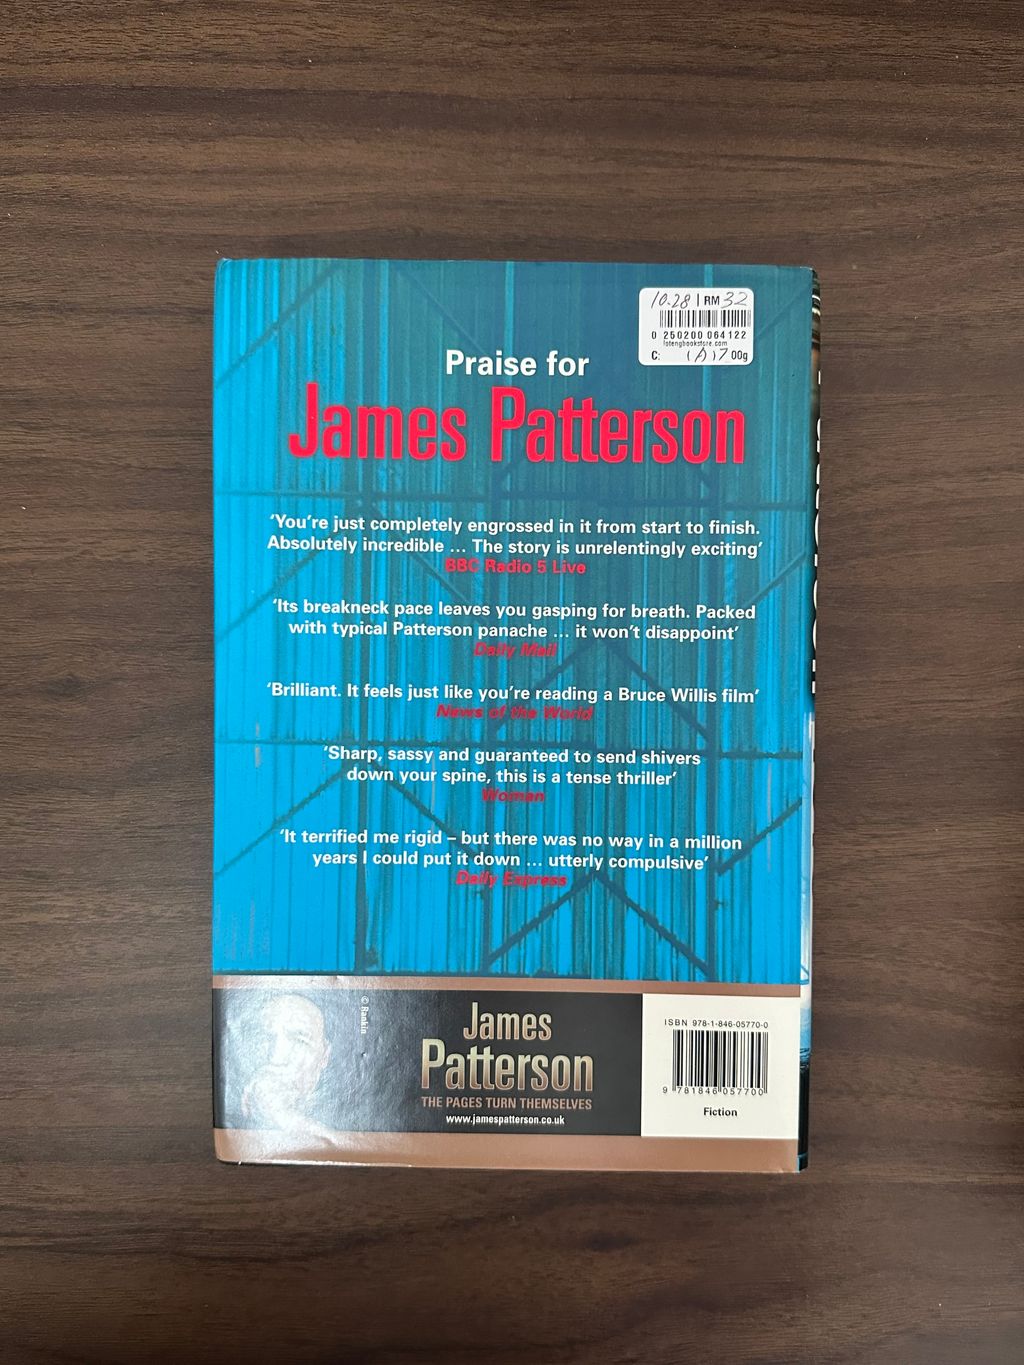 10.28 | RM 32
0 250200 064122
C: (A) 17 00g
Praise for
James Patterson
‘You’re just completely engrossed in it from start to finish.
Absolutely incredible … The story is unrelentingly exciting’
BBC Radio 5 Live
‘Its breakneck pace leaves you gasping for breath. Packed
with typical Patterson panache … it won’t disappoint’
Daily Mail
‘Brilliant. It feels just like you’re reading a Bruce Willis film’
News of the World
‘Sharp, sassy and guaranteed to send shivers
down your spine, this is a tense thriller’
Woman
‘It terrified me rigid – but there was no way in a million
years I could put it down … utterly compulsive’
Daily Express
© Rankin
James
Patterson
THE PAGES TURN THEMSELVES
www.jamespatterson.co.uk
ISBN 978-1-846-05770-0
9 781846 057700
Fiction